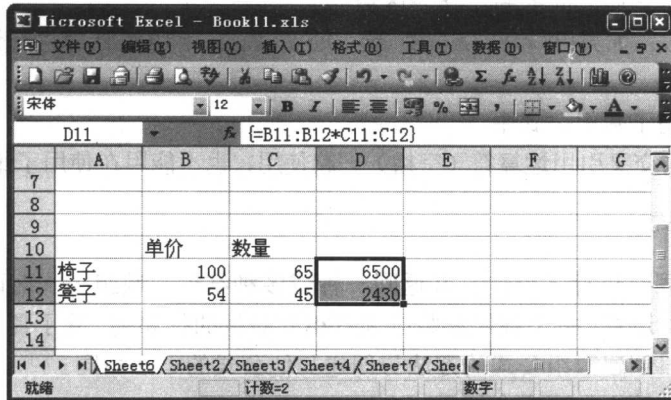 Microsoft Excel - Book11.xls
文件(F) 编辑(E) 视图(V) 插入(I) 格式(O) 工具(T) 数据(D) 窗口(W)
宋体 12 B I %
D11 fx {=B11:B12*C11:C12}
A B C D E F G
7
8
9
10 单价 数量
11 椅子 100 65 6500
12 凳子 54 45 2430
13
14
Sheet6 Sheet2 Sheet3 Sheet4 Sheet7 Shee
就绪 计数=2 数字